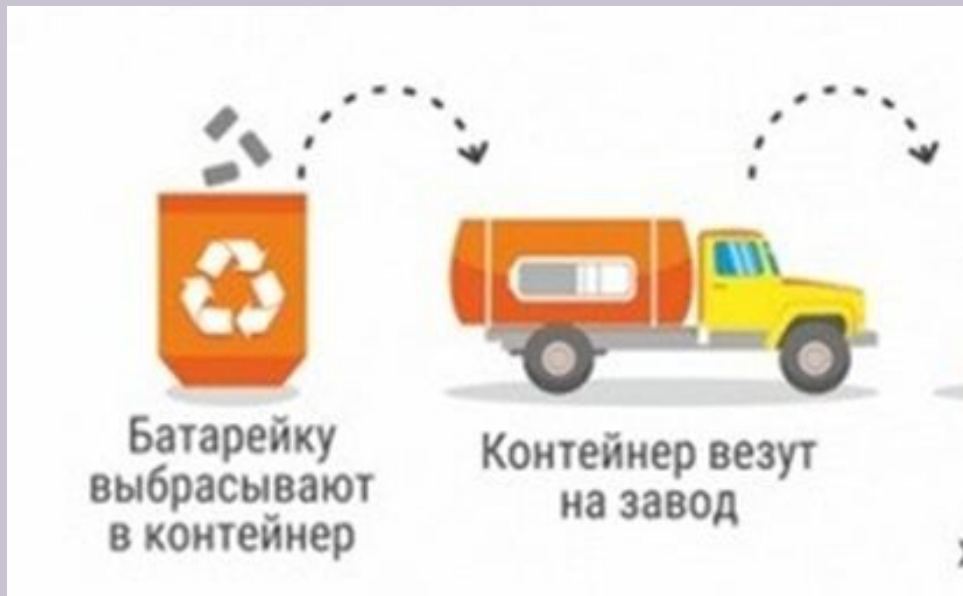 Батарейку
выбрасывают
в контейнер
Контейнер везут
на завод